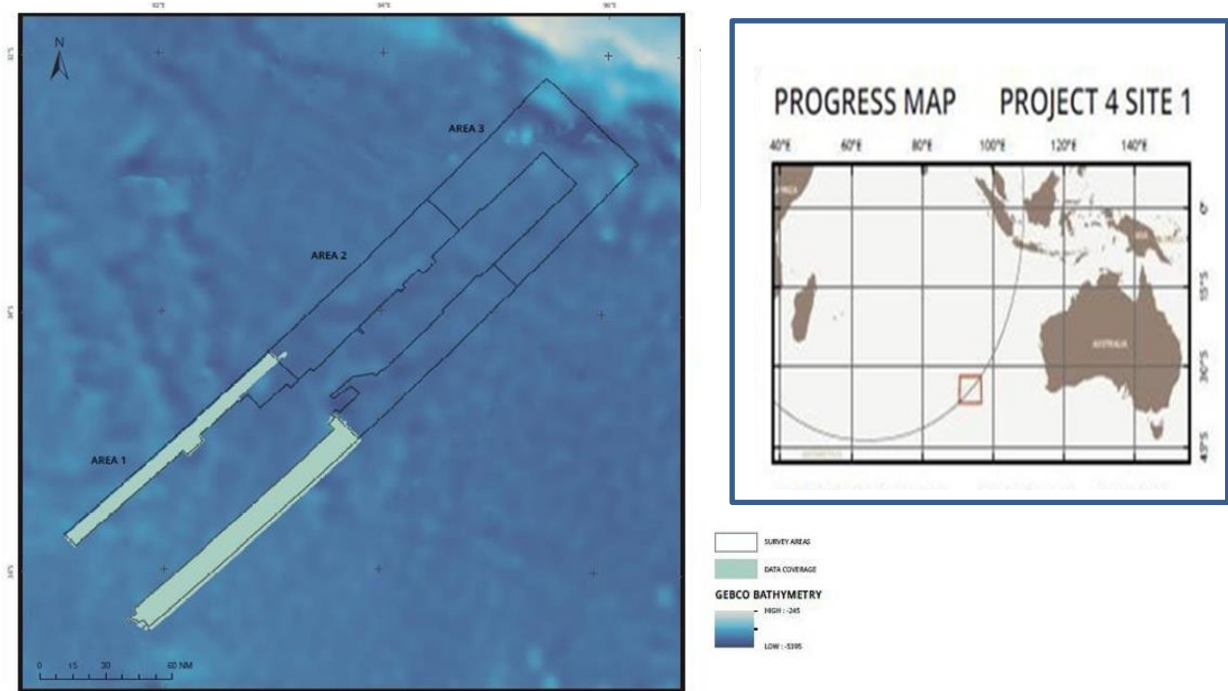 N
AREA 3
AREA 2
AREA 1
0 15 30 60 NM
PROGRESS MAP PROJECT 4 SITE 1
40°E 60°E 80°E 100°E 120°E 140°E
0°
15°S
30°S
45°S
AUSTRALIA
SURVEY AREAS
DATA COVERAGE
GEBCO BATHYMETRY
HIGH : -245
LOW : -5395